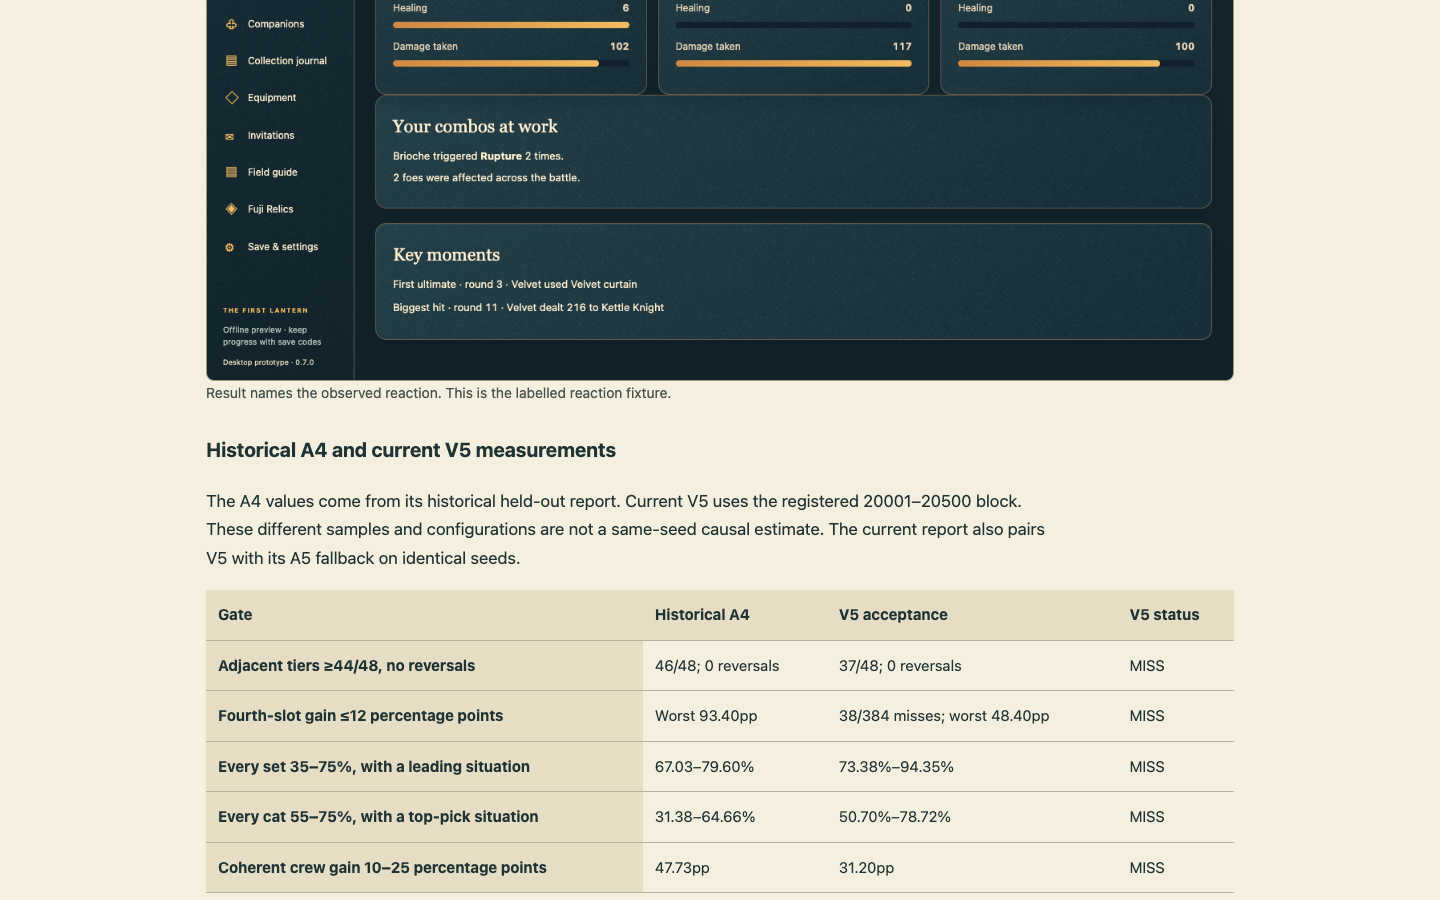 Companions
Collection journal
Equipment
Invitations
Field guide
Fuji Relics
Save & settings
THE FIRST LANTERN
Offline preview · keep
progress with save codes
Desktop prototype · 0.7.0
Healing 6
Damage taken 102
Healing 0
Damage taken 117
Healing 0
Damage taken 100
Your combos at work
Brioche triggered Rupture 2 times.
2 foes were affected across the battle.
Key moments
First ultimate · round 3 · Velvet used Velvet curtain
Biggest hit · round 11 · Velvet dealt 216 to Kettle Knight
Result names the observed reaction. This is the labelled reaction fixture.
Historical A4 and current V5 measurements
The A4 values come from its historical held-out report. Current V5 uses the registered 20001–20500 block.
These different samples and configurations are not a same-seed causal estimate. The current report also pairs
V5 with its A5 fallback on identical seeds.
Gate Historical A4 V5 acceptance V5 status
Adjacent tiers ≥44/48, no reversals 46/48; 0 reversals 37/48; 0 reversals MISS
Fourth-slot gain ≤12 percentage points Worst 93.40pp 38/384 misses; worst 48.40pp MISS
Every set 35–75%, with a leading situation 67.03–79.60% 73.38%–94.35% MISS
Every cat 55–75%, with a top-pick situation 31.38–64.66% 50.70%–78.72% MISS
Coherent crew gain 10–25 percentage points 47.73pp 31.20pp MISS